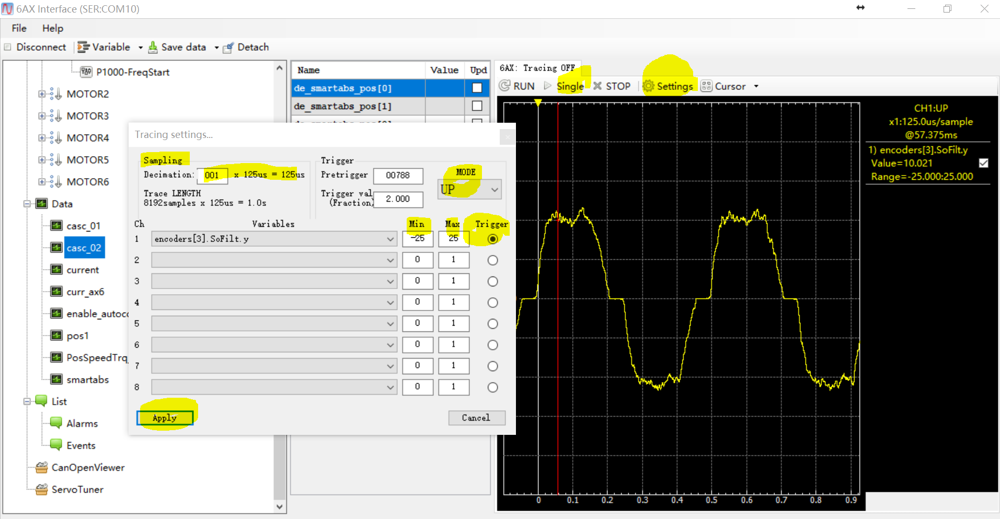 6AX Interface (SER:COM10)
File Help
Disconnect Variable Save data Detach
P1000-FreqStart
MOTOR2
MOTOR3
MOTOR4
MOTOR5
MOTOR6
Data
casc_01
casc_02
current
curr_ax6
enable_autoco
pos1
PosSpeedTrq_
smartabs
List
Alarms
Events
CanOpenViewer
ServoTuner
Name Value Upd
de_smartabs_pos[0]
de_smartabs_pos[1]
6AX: Tracing OFF
RUN Single STOP Settings Cursor
CH1:UP
x1:125.0us/sample
@57.375ms
1) encoders[3].SoFilt.y
Value=10.021
Range=-25.000:25.000
0 0.1 0.2 0.3 0.4 0.5 0.6 0.7 0.8 0.9
Tracing settings...
Sampling
Decimation: 001 x 125us = 125us
Trace LENGTH
8192samples x 125us = 1.0s
Trigger
Pretrigger 00788
Trigger val
(Fraction) 2.000
MODE
UP
Ch Variables Min Max Trigger
1 encoders[3].SoFilt.y -25 25
2 0 1
3 0 1
4 0 1
5 0 1
6 0 1
7 0 1
8 0 1
Apply Cancel